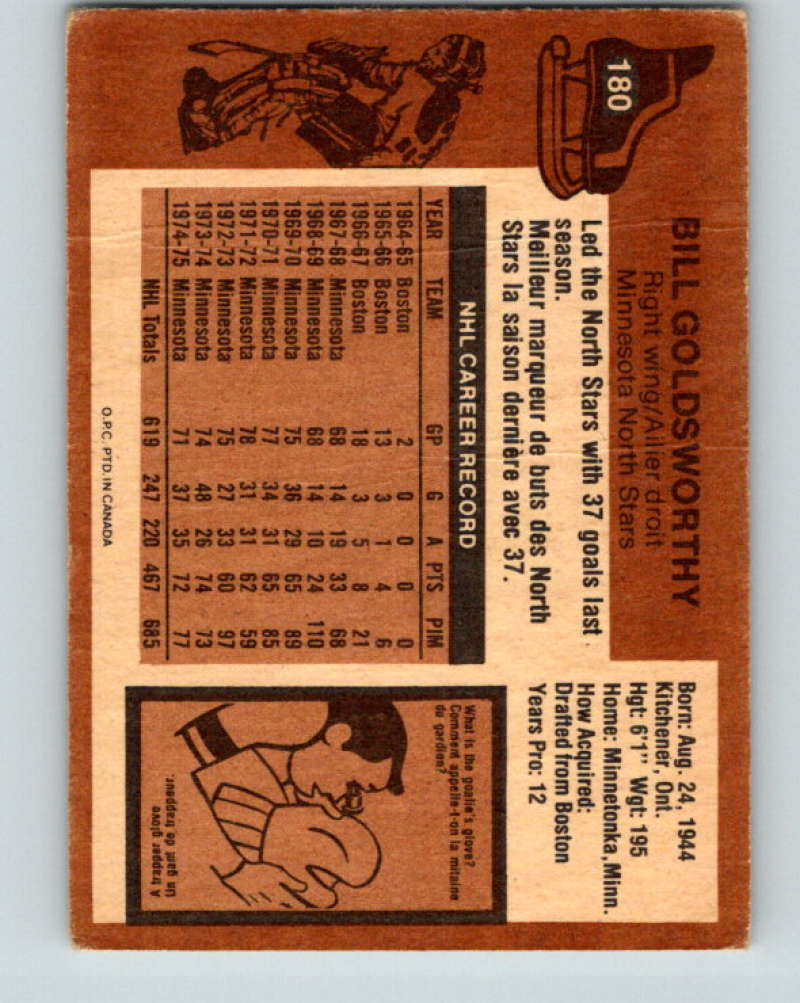 180
BILL GOLDSWORTHY
Right wing/Ailier droit
Minnesota North Stars
Led the North Stars with 37 goals last
season.
Meilleur marqueur de buts des North
Stars la saison dernière avec 37.
NHL CAREER RECORD
YEAR TEAM GP G A PTS PIM
1964-65 Boston 2 0 0 0 0
1965-66 Boston 13 3 1 4 6
1966-67 Boston 18 3 5 8 21
1967-68 Minnesota 68 14 19 33 68
1968-69 Minnesota 68 14 10 24 110
1969-70 Minnesota 75 36 29 65 89
1970-71 Minnesota 77 34 31 65 85
1971-72 Minnesota 78 31 31 62 59
1972-73 Minnesota 75 27 33 60 97
1973-74 Minnesota 74 48 26 74 73
1974-75 Minnesota 71 37 35 72 77
NHL Totals 619 247 220 467 685
O.P.C. PTD. IN CANADA
Born: Aug. 24, 1944
Kitchener, Ont.
Hgt: 6'1" Wgt: 195
Home: Minnetonka, Minn.
How Acquired:
Drafted from Boston
Years Pro: 12
What is the goalie's glove?
Comment appelle-t-on la mitaine
du gardien?
A trapper glove
Un gant de trappeur.